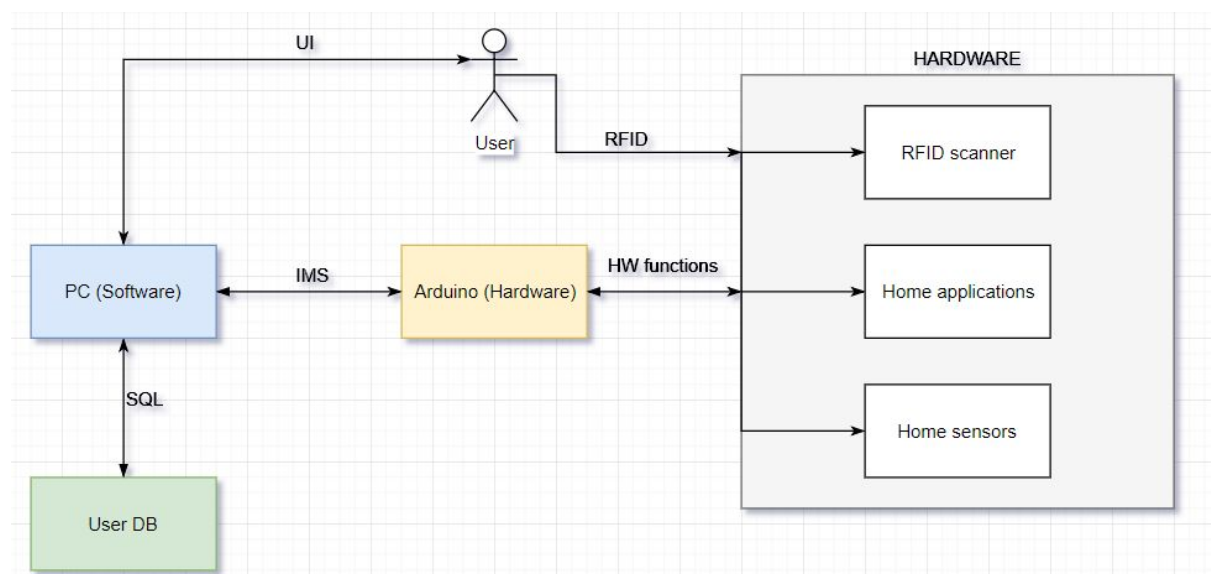 UI
HARDWARE
User
RFID
RFID scanner
PC (Software)
IMS
Arduino (Hardware)
HW functions
Home applications
SQL
Home sensors
User DB